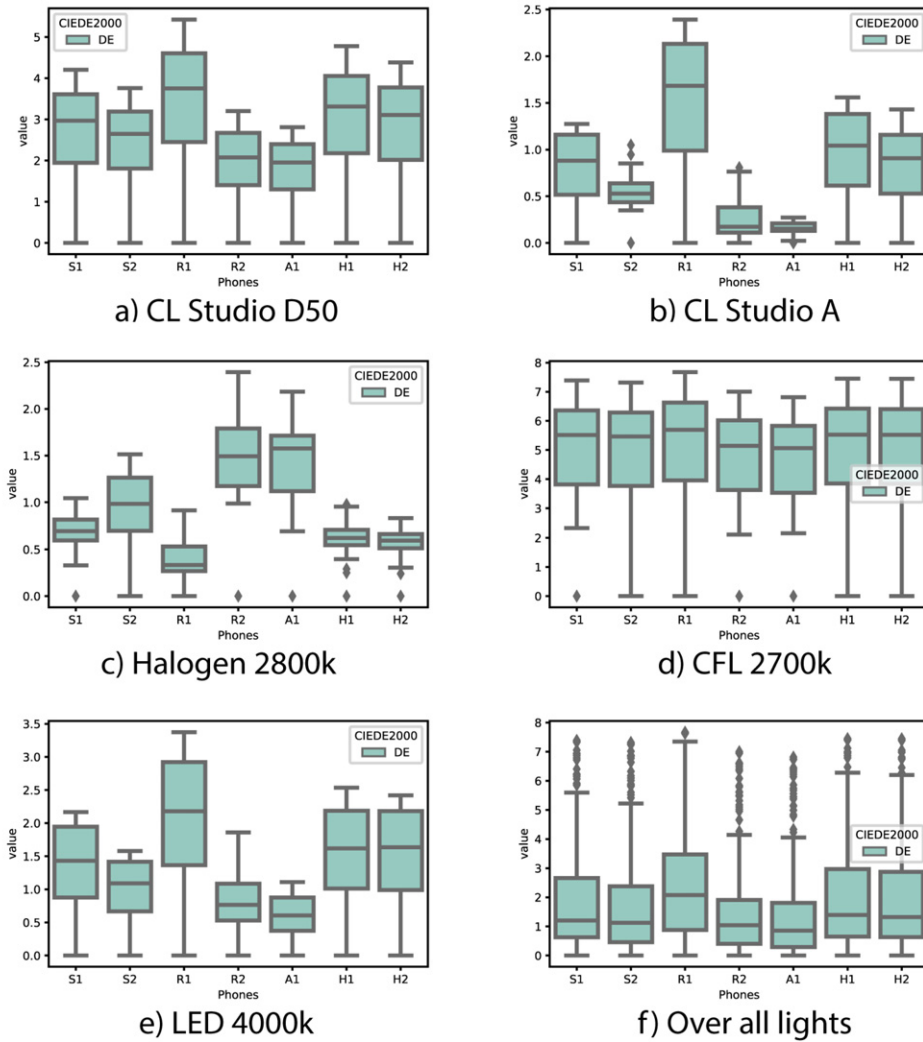 CIEDE2000
DE
value
5
4
3
2
1
0
S1 S2 R1 R2 A1 H1 H2
Phones
a) CL Studio D50
CIEDE2000
DE
value
2.5
2.0
1.5
1.0
0.5
0.0
S1 S2 R1 R2 A1 H1 H2
Phones
b) CL Studio A
CIEDE2000
DE
value
2.5
2.0
1.5
1.0
0.5
0.0
S1 S2 R1 R2 A1 H1 H2
Phones
c) Halogen 2800k
CIEDE2000
DE
value
8
7
6
5
4
3
2
1
0
S1 S2 R1 R2 A1 H1 H2
Phones
d) CFL 2700k
CIEDE2000
DE
value
3.5
3.0
2.5
2.0
1.5
1.0
0.5
0.0
S1 S2 R1 R2 A1 H1 H2
Phones
e) LED 4000k
CIEDE2000
DE
value
8
7
6
5
4
3
2
1
0
S1 S2 R1 R2 A1 H1 H2
Phones
f) Over all lights